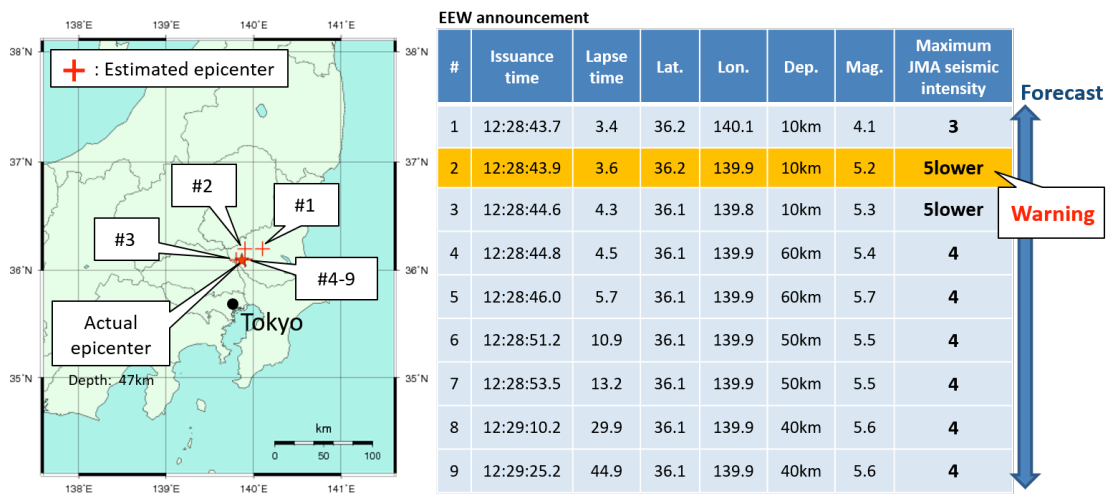 EEW announcement
138˚E 139˚E 140˚E 141˚E
38˚N 38˚N
+ : Estimated epicenter
37˚N 37˚N
#2
#1
#3
36˚N 36˚N
#4-9
Actual
epicenter
Tokyo
Depth: 47km
35˚N 35˚N
km
0 50 100
138˚E 139˚E 140˚E 141˚E
# Issuance time Lapse time Lat. Lon. Dep. Mag. Maximum JMA seismic intensity
1 12:28:43.7 3.4 36.2 140.1 10km 4.1 3
2 12:28:43.9 3.6 36.2 139.9 10km 5.2 5lower
3 12:28:44.6 4.3 36.1 139.8 10km 5.3 5lower
4 12:28:44.8 4.5 36.1 139.9 60km 5.4 4
5 12:28:46.0 5.7 36.1 139.9 60km 5.7 4
6 12:28:51.2 10.9 36.1 139.9 50km 5.5 4
7 12:28:53.5 13.2 36.1 139.9 50km 5.5 4
8 12:29:10.2 29.9 36.1 139.9 40km 5.6 4
9 12:29:25.2 44.9 36.1 139.9 40km 5.6 4
Forecast
Warning